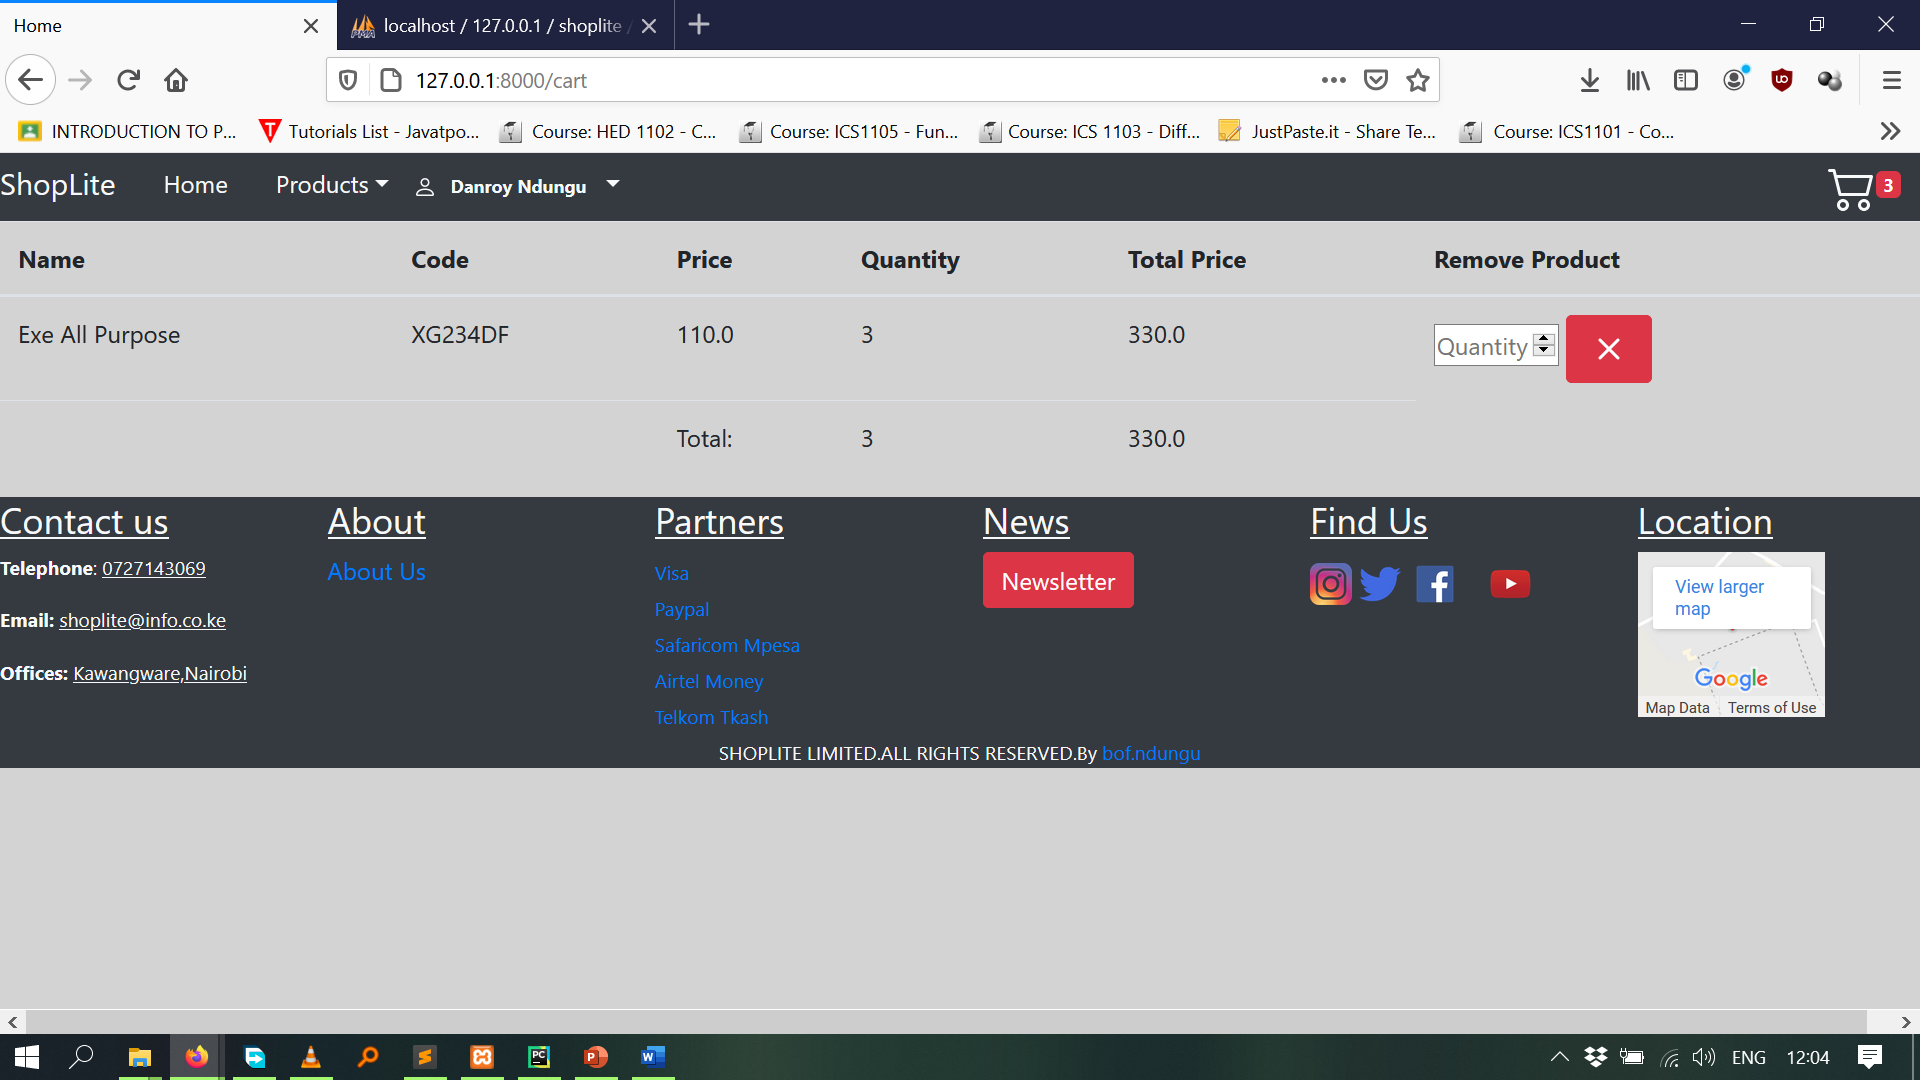 Home
localhost / 127.0.0.1 / shoplite /
127.0.0.1:8000/cart
INTRODUCTION TO P...
Tutorials List - Javatpo...
Course: HED 1102 - C...
Course: ICS1105 - Fun...
Course: ICS 1103 - Diff...
JustPaste.it - Share Te...
Course: ICS1101 - Co...
ShopLite Home Products Danroy Ndungu 3
Name Code Price Quantity Total Price Remove Product
Exe All Purpose XG234DF 110.0 3 330.0 Quantity
Total: 3 330.0
Contact us
Telephone: 0727143069
Email: shoplite@info.co.ke
Offices: Kawangware,Nairobi
About
About Us
Partners
Visa
Paypal
Safaricom Mpesa
Airtel Money
Telkom Tkash
News
Newsletter
Find Us
Location
View larger
map
Google
Map Data Terms of Use
SHOPLITE LIMITED.ALL RIGHTS RESERVED.By bof.ndungu
ENG 12:04